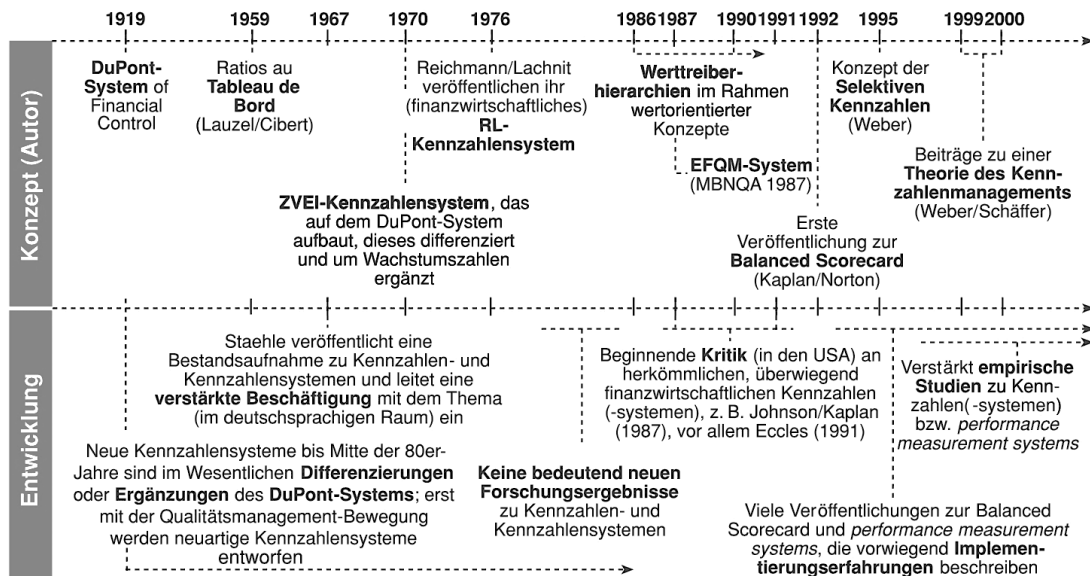 1919 1959 1967 1970 1976 1986 1987 1990 1991 1992 1995 1999 2000
Konzept (Autor)
DuPont-
System of
Financial
Control
Ratios au
Tableau de
Bord
(Lauzel/Cibert)
ZVEI-Kennzahlensystem, das
auf dem DuPont-System
aufbaut, dieses differenziert
und um Wachstumszahlen
ergänzt
Reichmann/Lachnit
veröffentlichen ihr
(finanzwirtschaftliches)
RL-
Kennzahlensystem
Werttreiber-
hierarchien im Rahmen
wertorientierter
Konzepte
EFQM-System
(MBNQA 1987)
Erste
Veröffentlichung zur
Balanced Scorecard
(Kaplan/Norton)
Konzept der
Selektiven
Kennzahlen
(Weber)
Beiträge zu einer
Theorie des Kenn-
zahlenmanagements
(Weber/Schäffer)
Entwicklung
Staehle veröffentlicht eine
Bestandsaufnahme zu Kennzahlen- und
Kennzahlensystemen und leitet eine
verstärkte Beschäftigung mit dem Thema
(im deutschsprachigen Raum) ein
Neue Kennzahlensysteme bis Mitte der 80er-
Jahre sind im Wesentlichen Differenzierungen
oder Ergänzungen des DuPont-Systems; erst
mit der Qualitätsmanagement-Bewegung
werden neuartige Kennzahlensysteme
entworfen
Keine bedeutend neuen
Forschungsergebnisse
zu Kennzahlen- und
Kennzahlensystemen
Beginnende Kritik (in den USA) an
herkömmlichen, überwiegend
finanzwirtschaftlichen Kennzahlen
(-systemen), z. B. Johnson/Kaplan
(1987), vor allem Eccles (1991)
Verstärkt empirische
Studien zu Kenn-
zahlen(-systemen)
bzw. performance
measurement systems
Viele Veröffentlichungen zur Balanced
Scorecard und performance measurement
systems, die vorwiegend Implemen-
tierungserfahrungen beschreiben